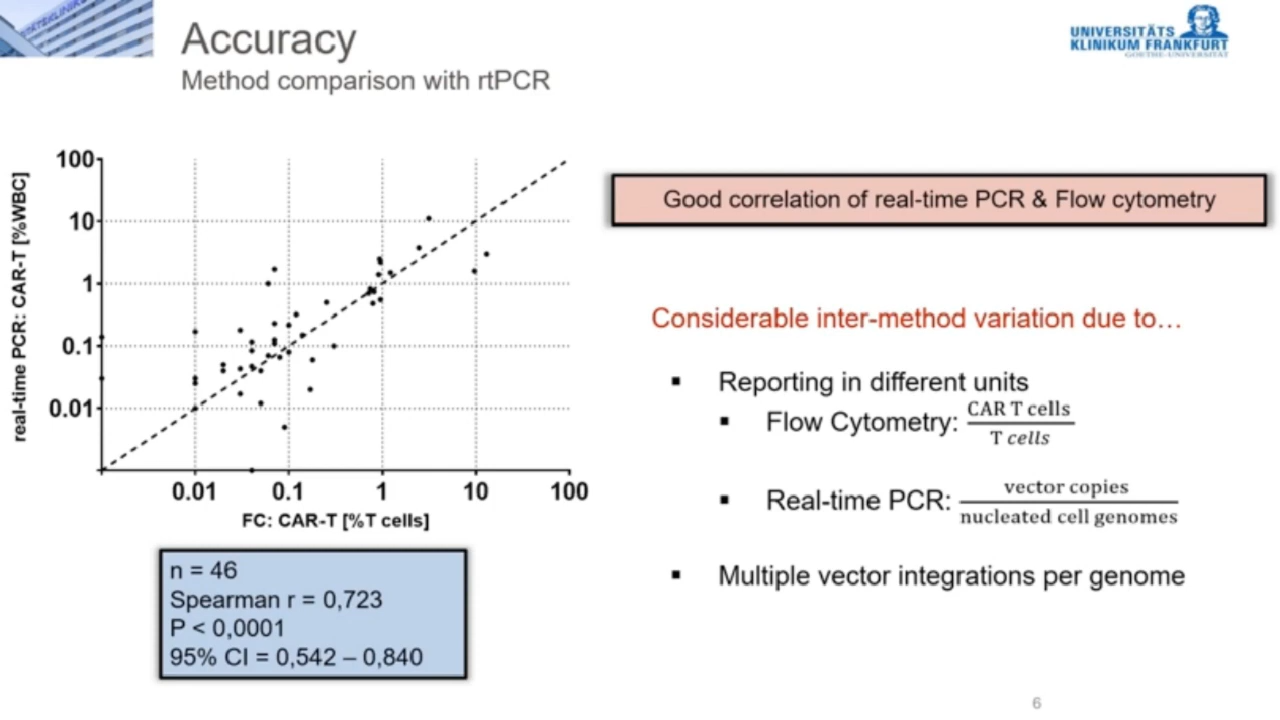 Accuracy
Method comparison with rtPCR
UNIVERSITÄTS
KLINIKUM FRANKFURT
GOETHE-UNIVERSITÄT
real-time PCR: CAR-T [%WBC]
100
10
1
0.1
0.01
0.01 0.1 1 10 100
FC: CAR-T [%T cells]
n = 46
Spearman r = 0,723
P < 0,0001
95% CI = 0,542 – 0,840
Good correlation of real-time PCR & Flow cytometry
Considerable inter-method variation due to…
▪ Reporting in different units
▪ Flow Cytometry: CAR T cells
T cells
▪ Real-time PCR: vector copies
nucleated cell genomes
▪ Multiple vector integrations per genome
6